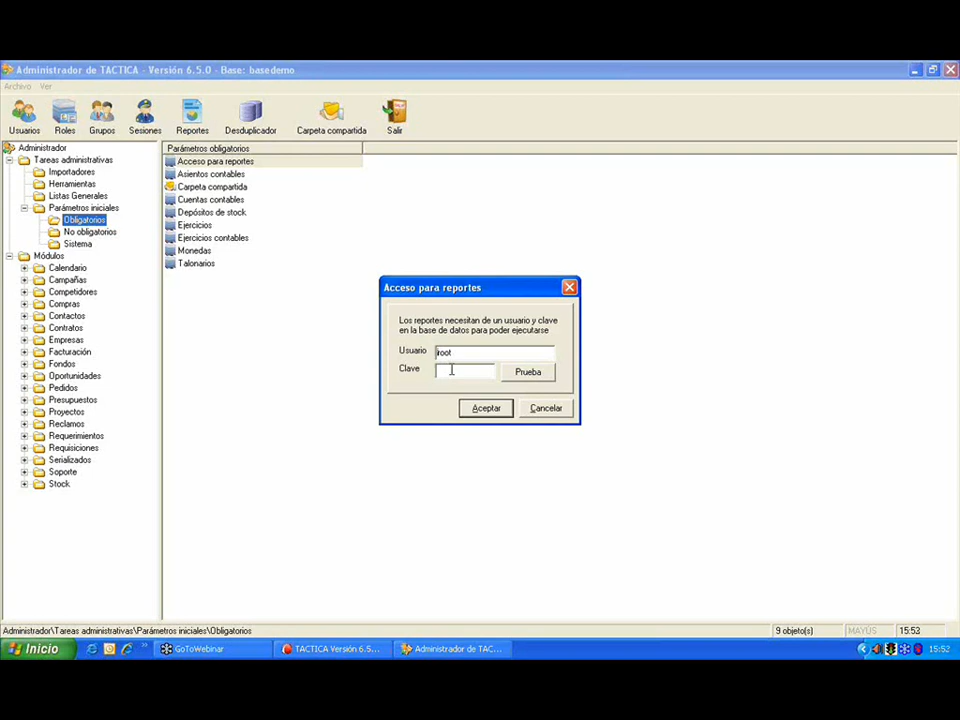 Administrador de TACTICA - Versión 6.5.0 - Base: basedemo
Archivo Ver
Usuarios Roles Grupos Sesiones Reportes Desduplicador Carpeta compartida Salir
Administrador
Tareas administrativas
Importadores
Herramientas
Listas Generales
Parámetros iniciales
Obligatorios
No obligatorios
Sistema
Módulos
Calendario
Campañas
Competidores
Compras
Contactos
Contratos
Empresas
Facturación
Fondos
Oportunidades
Pedidos
Presupuestos
Proyectos
Reclamos
Requerimientos
Requisiciones
Serializados
Soporte
Stock
Parámetros obligatorios
Acceso para reportes
Asientos contables
Carpeta compartida
Cuentas contables
Depósitos de stock
Ejercicios
Ejercicios contables
Monedas
Talonarios
Acceso para reportes
Los reportes necesitan de un usuario y clave
en la base de datos para poder ejecutarse
Usuario root
Clave Prueba
Aceptar Cancelar
Administrador\Tareas administrativas\Parámetros iniciales\Obligatorios 9 objeto(s) MAYÚS 15:53
Inicio GoToWebinar TACTICA Versión 6.5... Administrador de TAC... 15:53